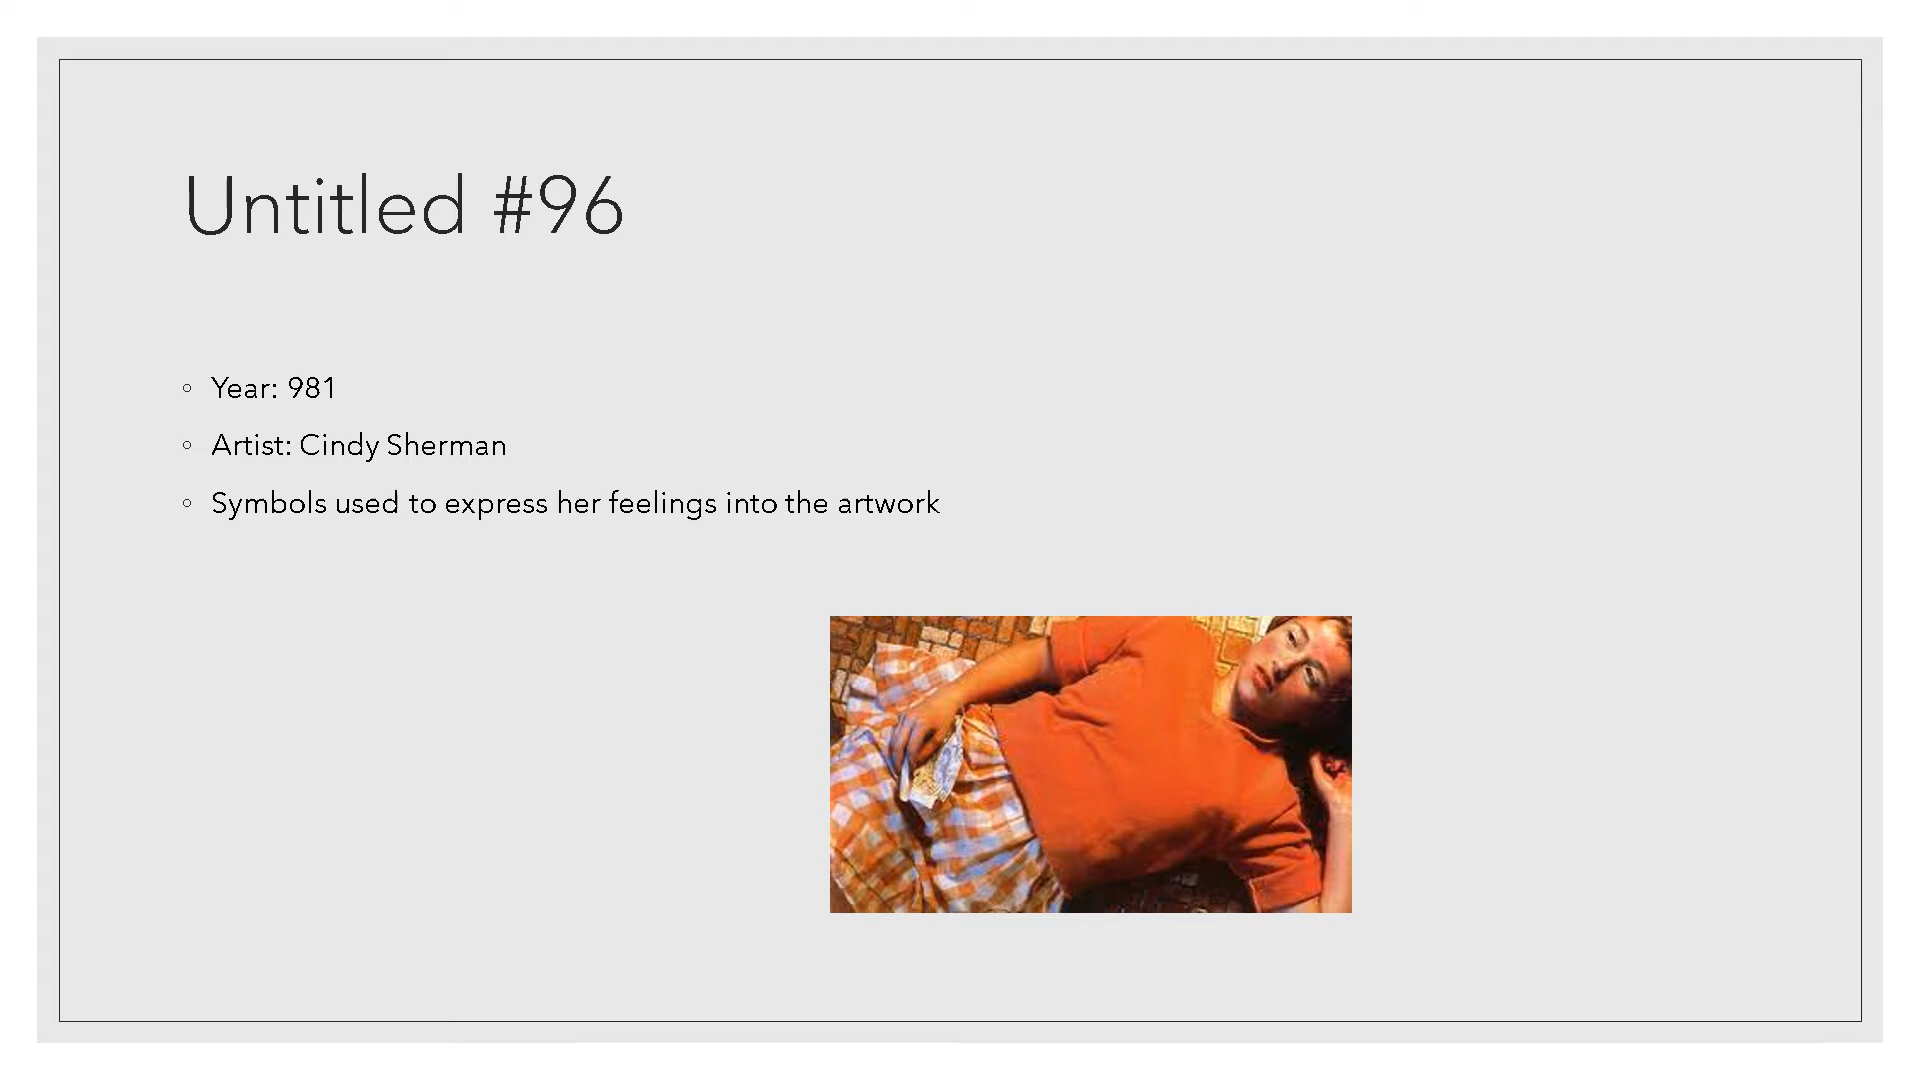 Untitled #96
Year: 981
Artist: Cindy Sherman
Symbols used to express her feelings into the artwork